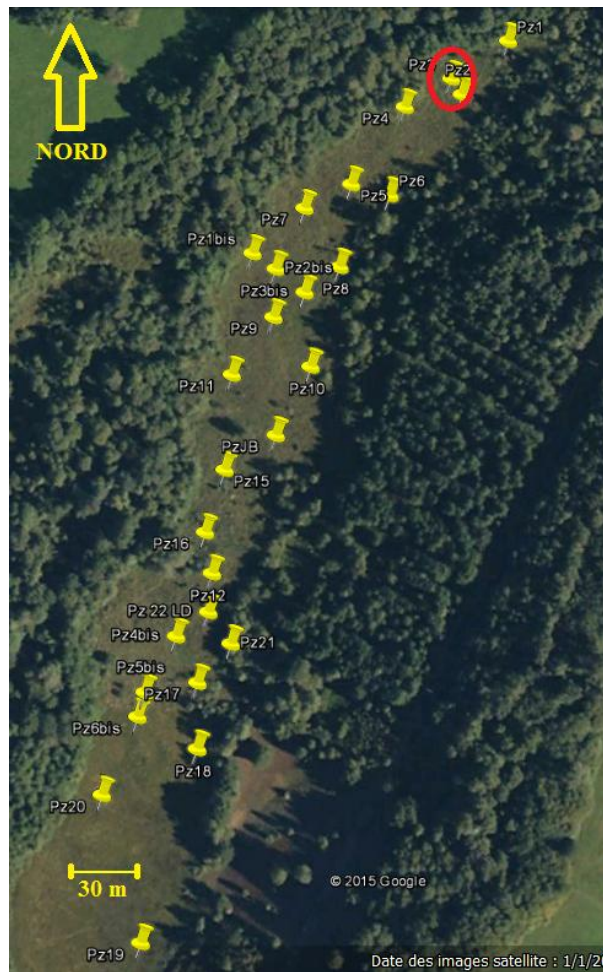 Pz1
Pz2
Pz4
NORD
Pz6
Pz5
Pz7
Pz1bis
Pz2bis
Pz3bis
Pz8
Pz9
Pz11
Pz10
PzJB
Pz15
Pz16
Pz12
Pz 22 LD
Pz4bis
Pz21
Pz5bis
Pz17
Pz6bis
Pz18
Pz20
30 m
© 2015 Google
Pz19
Date des images satellite : 1/1/20